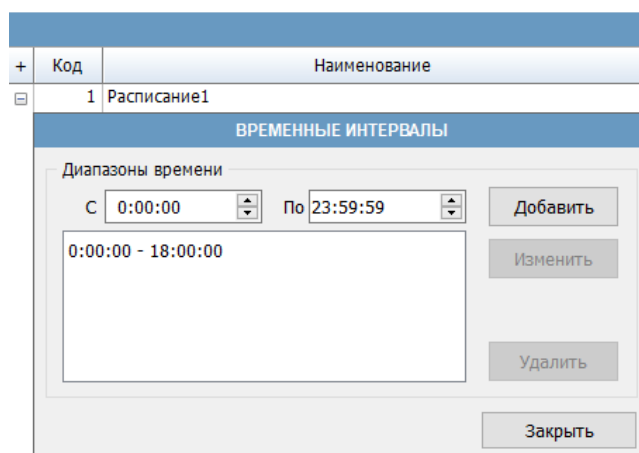 + Код Наименование
1 Расписание1
ВРЕМЕННЫЕ ИНТЕРВАЛЫ
Диапазоны времени
С 0:00:00 По 23:59:59 Добавить
0:00:00 - 18:00:00
Изменить
Удалить
Закрыть